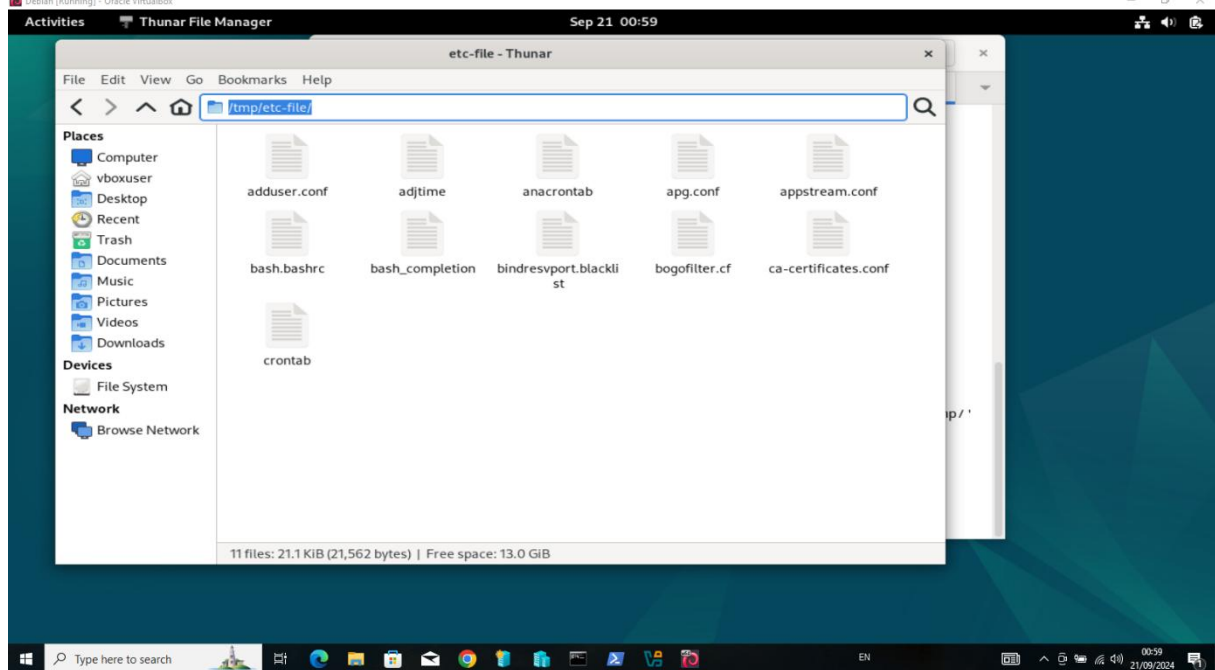 Debian [Running] - Oracle VirtualBox
Activities Thunar File Manager Sep 21 00:59
etc-file - Thunar
File Edit View Go Bookmarks Help
/tmp/etc-file/
Places
Computer
vboxuser
Desktop
Recent
Trash
Documents
Music
Pictures
Videos
Downloads
Devices
File System
Network
Browse Network
adduser.conf adjtime anacrontab apg.conf appstream.conf
bash.bashrc bash_completion bindresvport.blackli bogofilter.cf ca-certificates.conf
st
crontab
mp/'
11 files: 21.1 KiB (21,562 bytes) | Free space: 13.0 GiB
Type here to search EN 00:59
21/09/2024